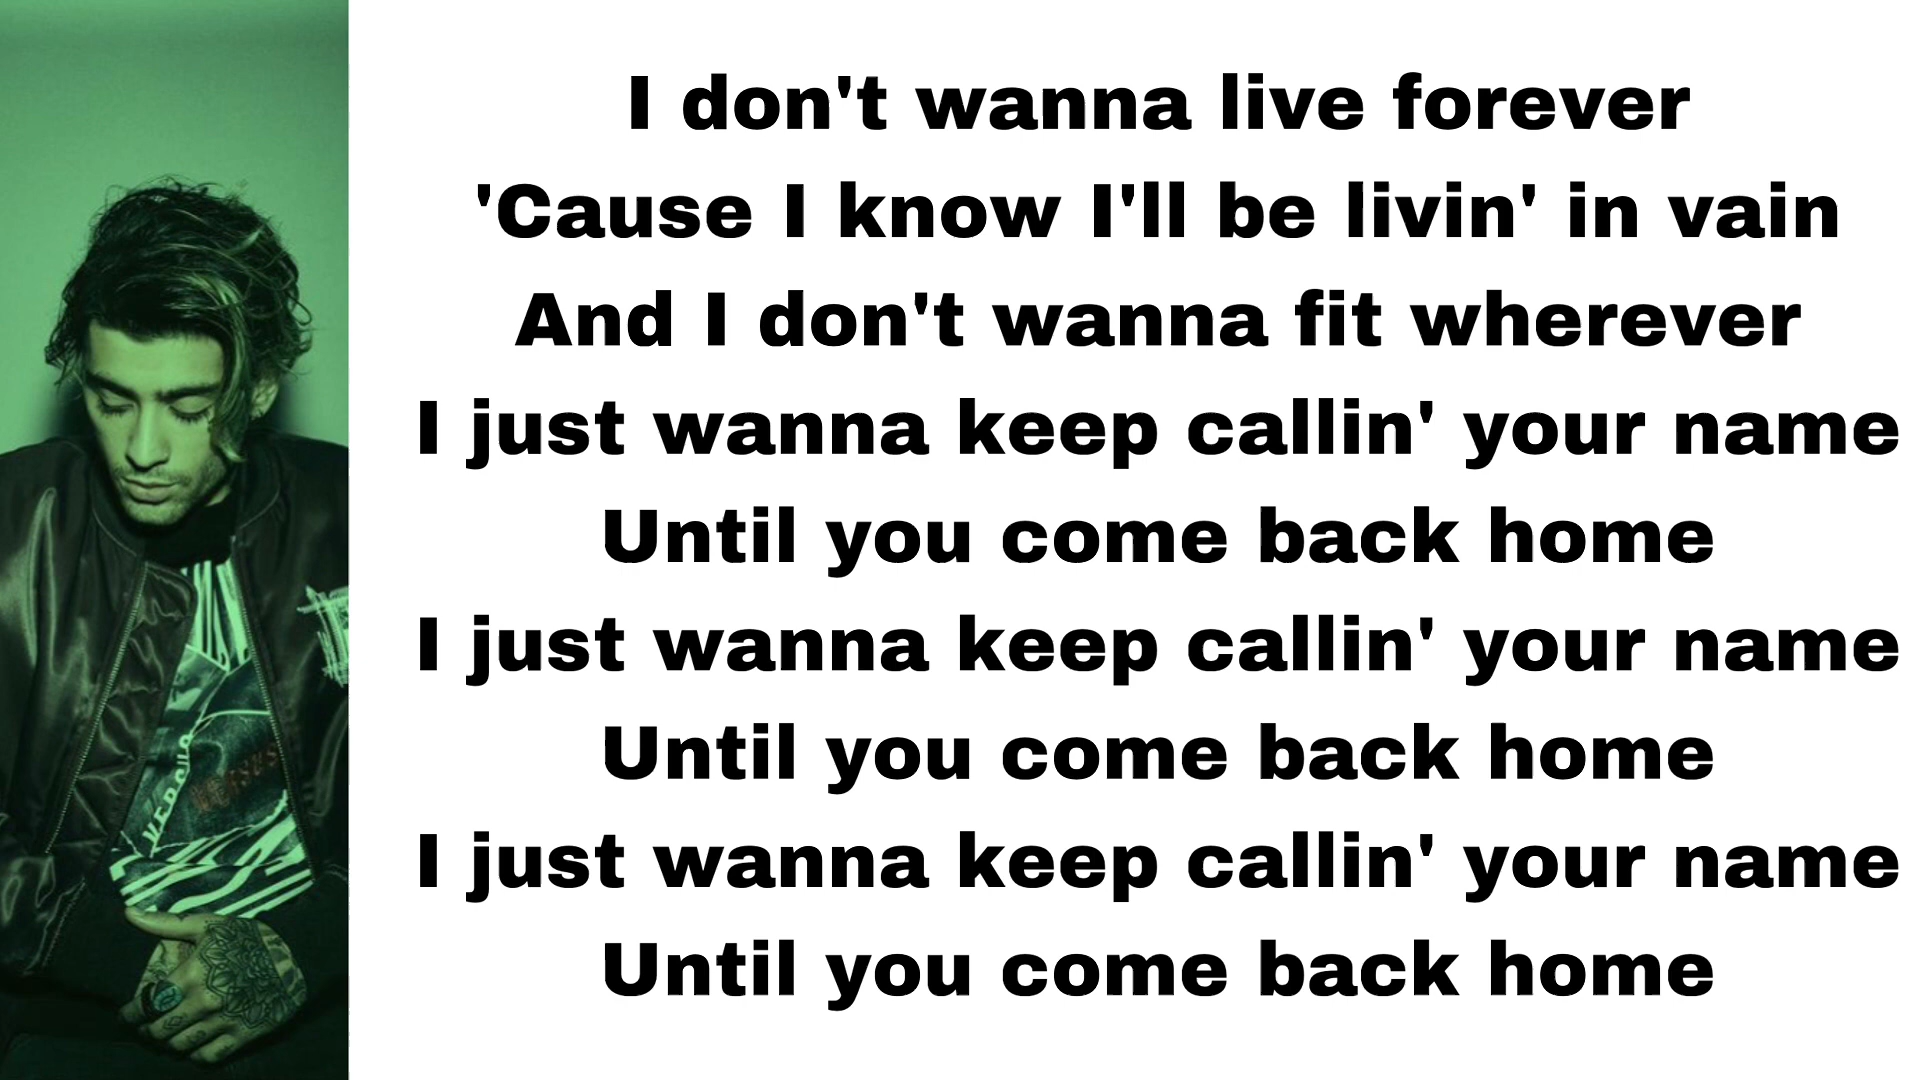 I don't wanna live forever
'Cause I know I'll be livin' in vain
And I don't wanna fit wherever
I just wanna keep callin' your name
Until you come back home
I just wanna keep callin' your name
Until you come back home
I just wanna keep callin' your name
Until you come back home
VERSUS
VERSUS